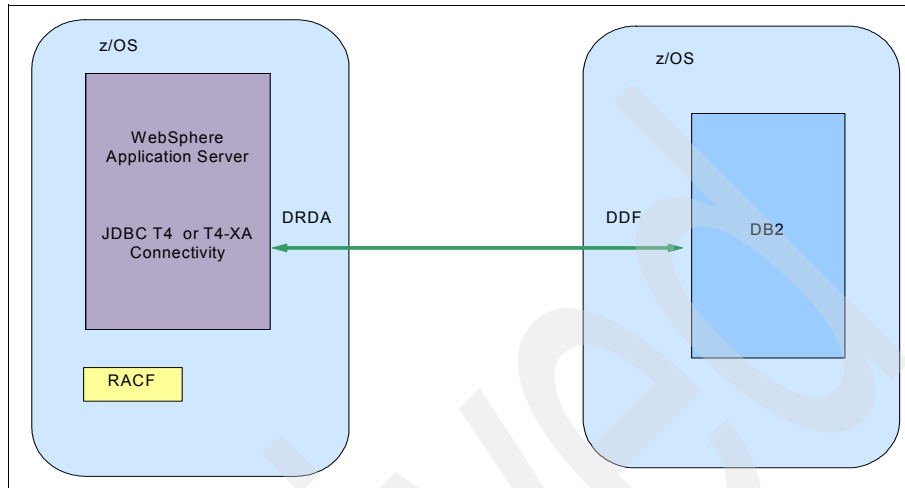 z/OS
WebSphere
Application Server
JDBC T4 or T4-XA
Connectivity
RACF
DRDA
DDF
z/OS
DB2